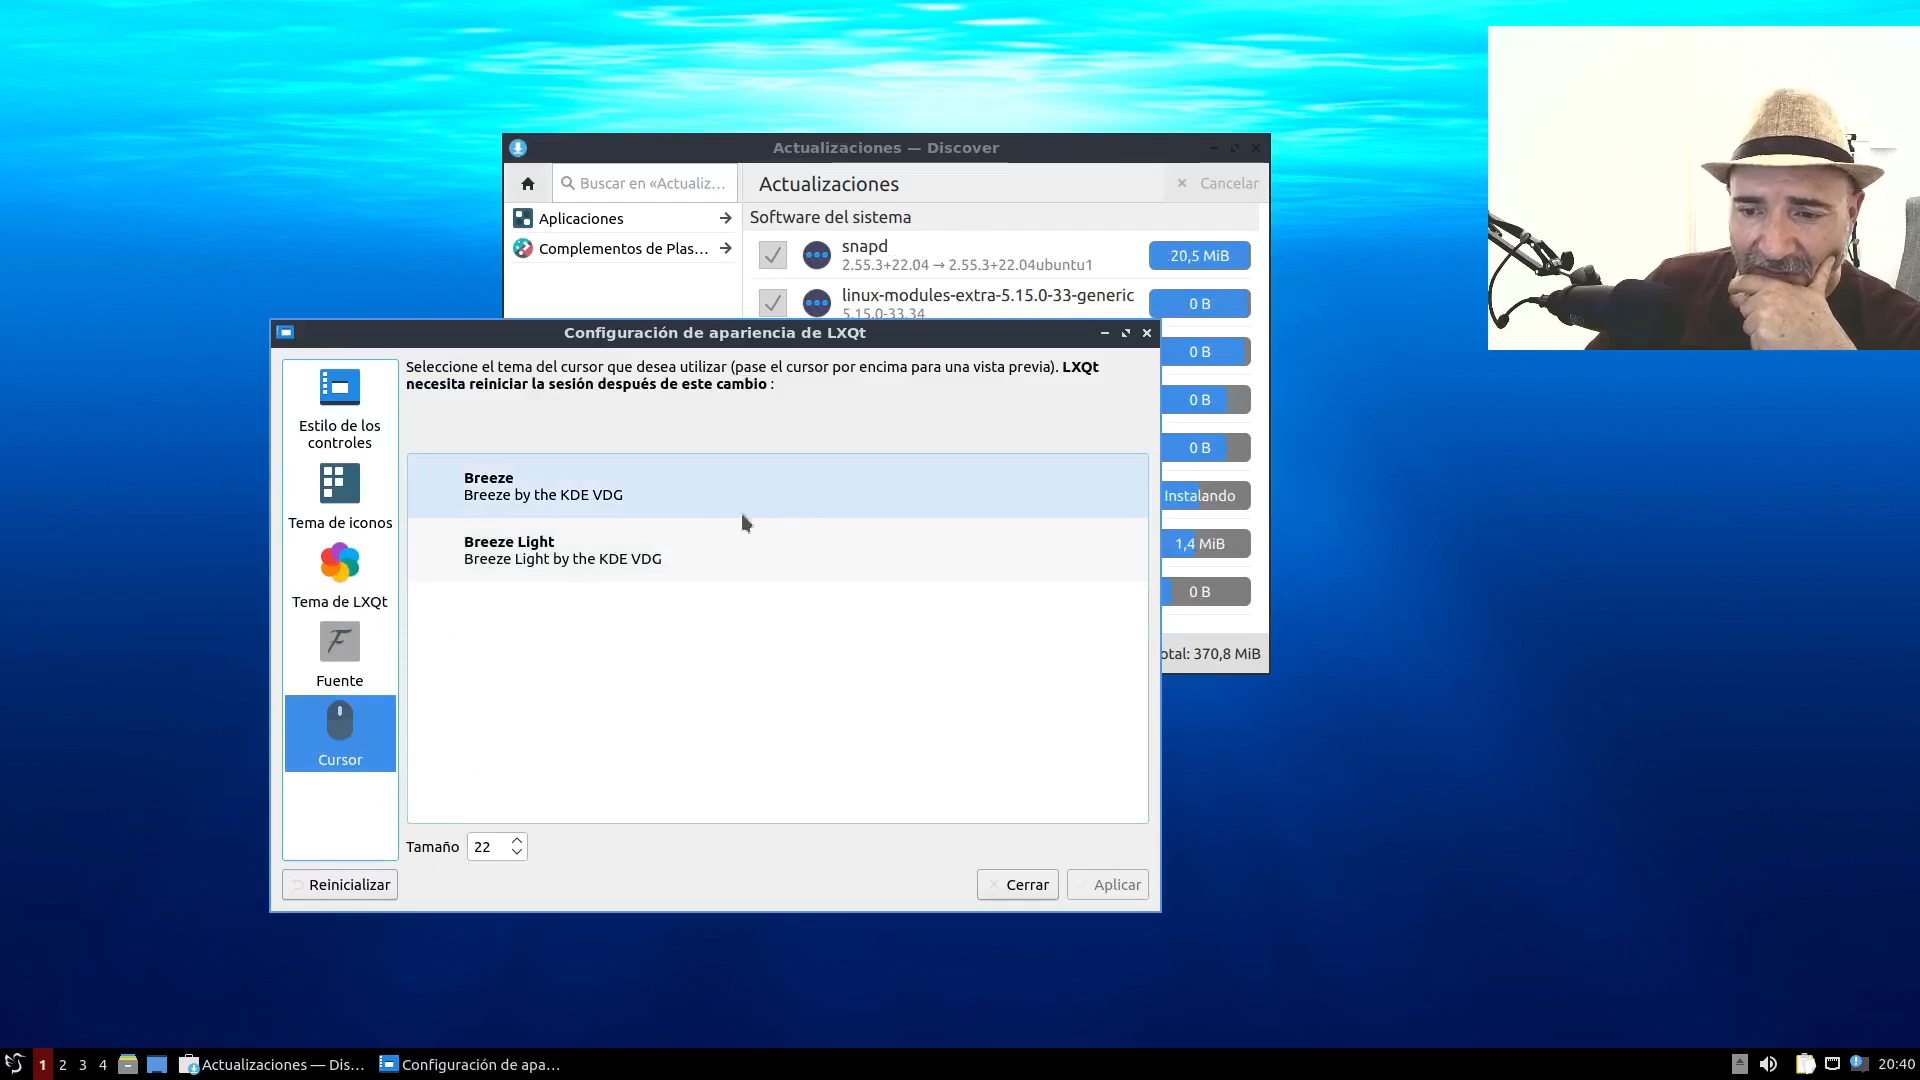 Actualizaciones — Discover
Buscar en «Actualiz...
Actualizaciones
Cancelar
Aplicaciones
Complementos de Plas...
Software del sistema
snapd
2.55.3+22.04 → 2.55.3+22.04ubuntu1
20,5 MiB
linux-modules-extra-5.15.0-33-generic
5.15.0-33.34
0 B
0 B
0 B
0 B
Instalando
1,4 MiB
0 B
otal: 370,8 MiB
Configuración de apariencia de LXQt
Estilo de los
controles
Tema de iconos
Tema de LXQt
Fuente
Cursor
Seleccione el tema del cursor que desea utilizar (pase el cursor por encima para una vista previa). LXQt
necesita reiniciar la sesión después de este cambio :
Breeze
Breeze by the KDE VDG
Breeze Light
Breeze Light by the KDE VDG
Tamaño 22
Reinicializar
Cerrar
Aplicar
1 2 3 4
Actualizaciones — Dis...
Configuración de apa...
20:40